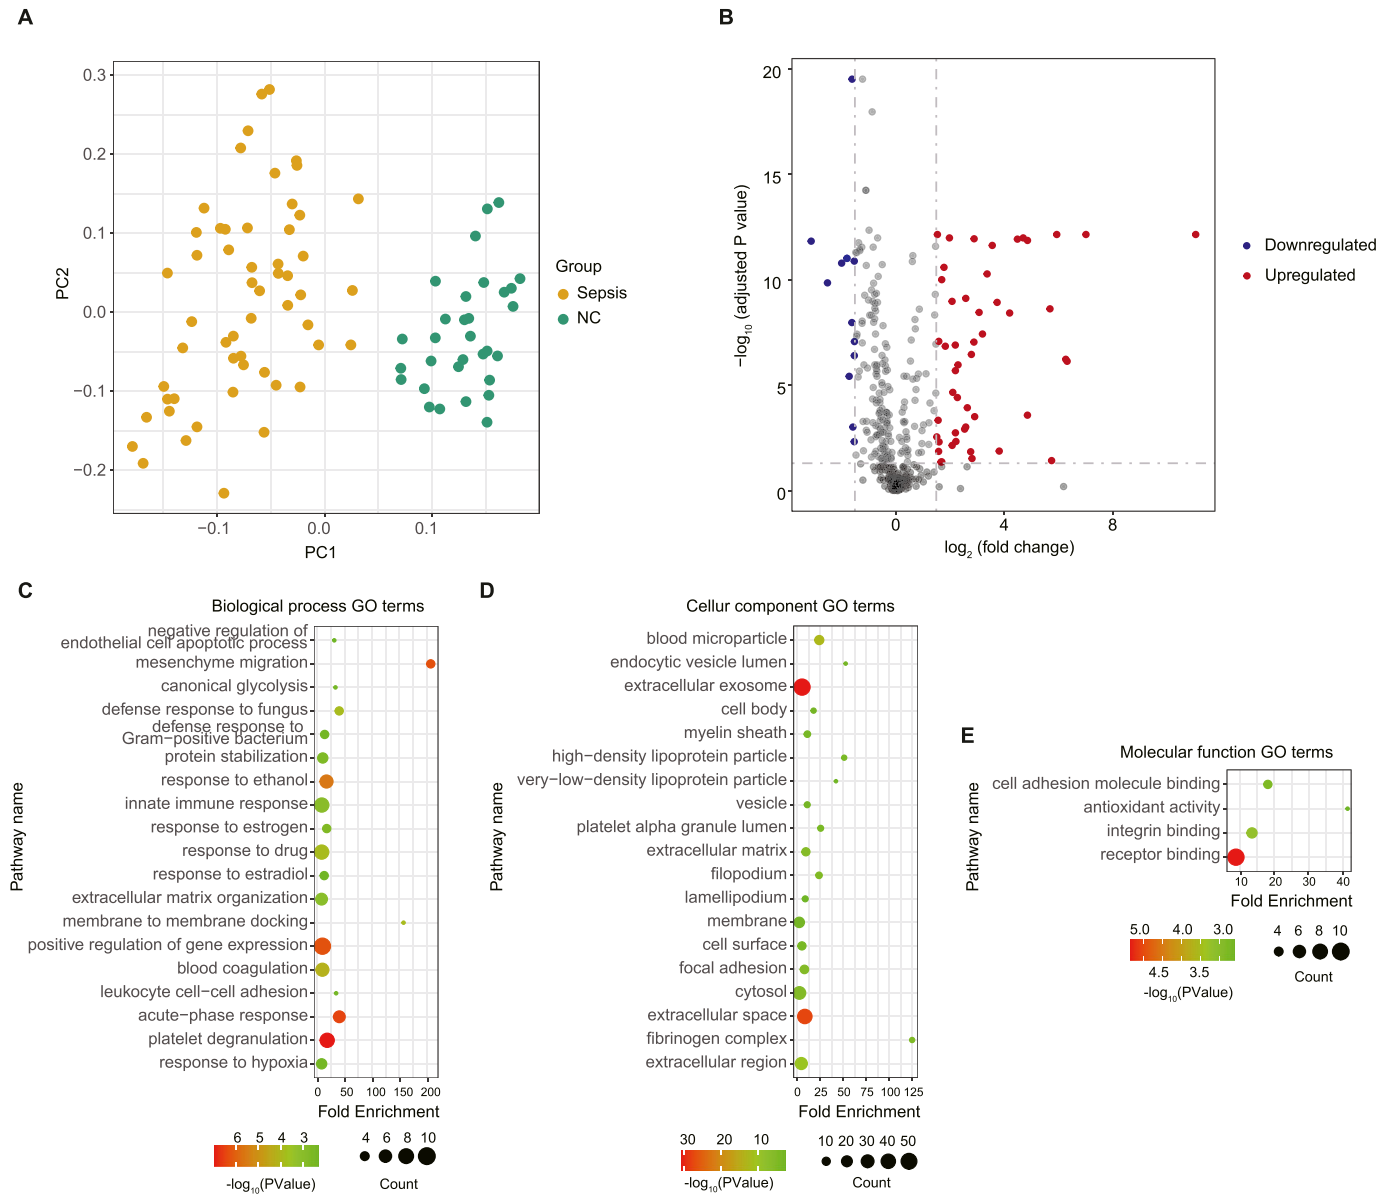 A
B
0.3
0.2
0.1
0.0
−0.1
−0.2
PC2
−0.1
0.0
0.1
PC1
Group
Sepsis
NC
20
15
10
5
0
−log10 (adjusted P value)
0
4
8
log2 (fold change)
Downregulated
Upregulated
C
Biological process GO terms
negative regulation of
endothelial cell apoptotic process
mesenchyme migration
canonical glycolysis
defense response to fungus
defense response to
Gram−positive bacterium
protein stabilization
response to ethanol
innate immune response
response to estrogen
response to drug
response to estradiol
extracellular matrix organization
membrane to membrane docking
positive regulation of gene expression
blood coagulation
leukocyte cell−cell adhesion
acute−phase response
platelet degranulation
response to hypoxia
Pathway name
0 50 100 150 200
Fold Enrichment
6 5 4 3
-log10(PValue)
4 6 8 10
Count
D
Cellur component GO terms
blood microparticle
endocytic vesicle lumen
extracellular exosome
cell body
myelin sheath
high−density lipoprotein particle
very−low−density lipoprotein particle
vesicle
platelet alpha granule lumen
extracellular matrix
filopodium
lamellipodium
membrane
cell surface
focal adhesion
cytosol
extracellular space
fibrinogen complex
extracellular region
Pathway name
0 25 50 75 100 125
Fold Enrichment
30 20 10
-log10(PValue)
10 20 30 40 50
Count
E
Molecular function GO terms
cell adhesion molecule binding
antioxidant activity
integrin binding
receptor binding
Pathway name
10 20 30 40
Fold Enrichment
5.0 4.0 3.0
4.5 3.5
-log10(PValue)
4 6 8 10
Count